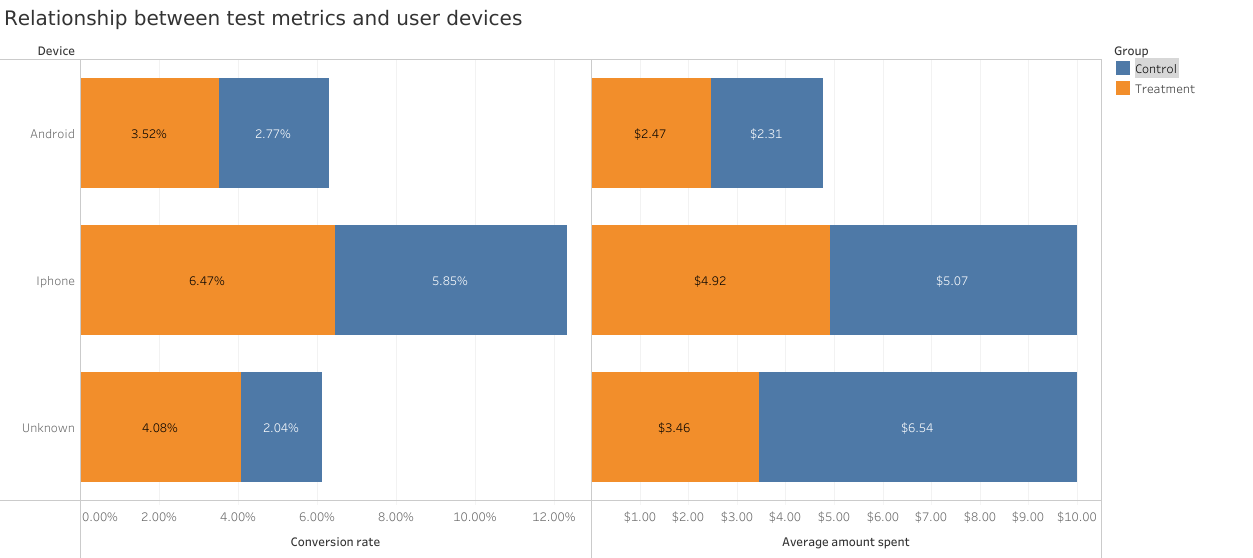 Relationship between test metrics and user devices
Device
Group
Control
Treatment
Android
3.52%
2.77%
$2.47
$2.31
Iphone
6.47%
5.85%
$4.92
$5.07
Unknown
4.08%
2.04%
$3.46
$6.54
0.00% 2.00% 4.00% 6.00% 8.00% 10.00% 12.00%
$1.00 $2.00 $3.00 $4.00 $5.00 $6.00 $7.00 $8.00 $9.00 $10.00
Conversion rate
Average amount spent